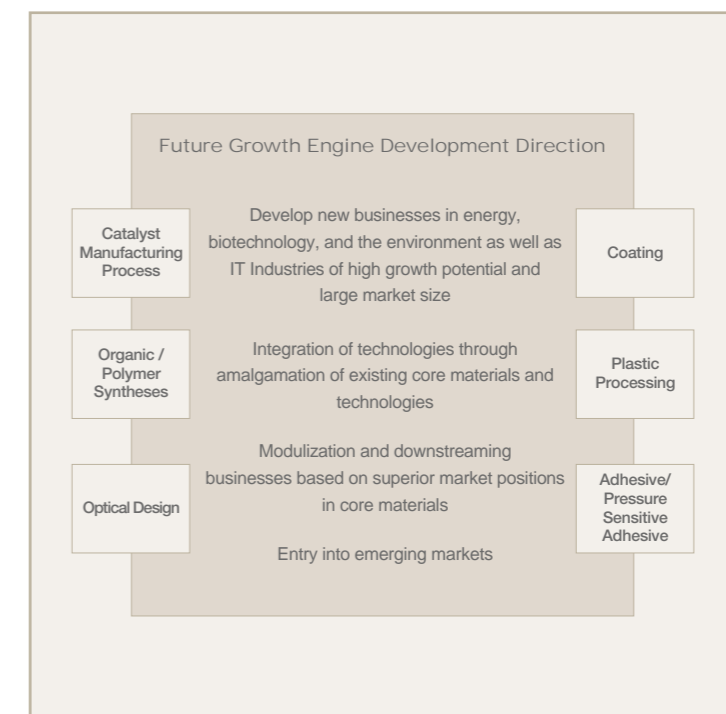 Future Growth Engine Development Direction
Catalyst
Manufacturing
Process
Organic /
Polymer
Syntheses
Optical Design
Develop new businesses in energy,
biotechnology, and the environment as well as
IT Industries of high growth potential and
large market size
Integration of technologies through
amalgamation of existing core materials and
technologies
Modulization and downstreaming
businesses based on superior market positions
in core materials
Entry into emerging markets
Coating
Plastic
Processing
Adhesive/
Pressure
Sensitive
Adhesive